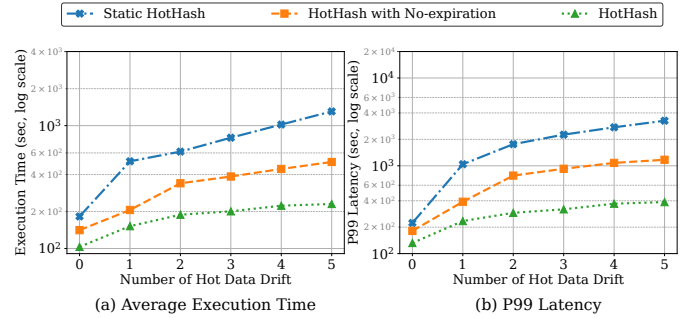 Static HotHash
HotHash with No-expiration
HotHash
Execution Time (sec, log scale)
4 × 10³
10³
6 × 10²
4 × 10²
2 × 10²
10²
0 1 2 3 4 5
Number of Hot Data Drift
(a) Average Execution Time
P99 Latency (sec, log scale)
2 × 10⁴
10⁴
6 × 10³
4 × 10³
2 × 10³
10³
6 × 10²
4 × 10²
2 × 10²
10²
0 1 2 3 4 5
Number of Hot Data Drift
(b) P99 Latency